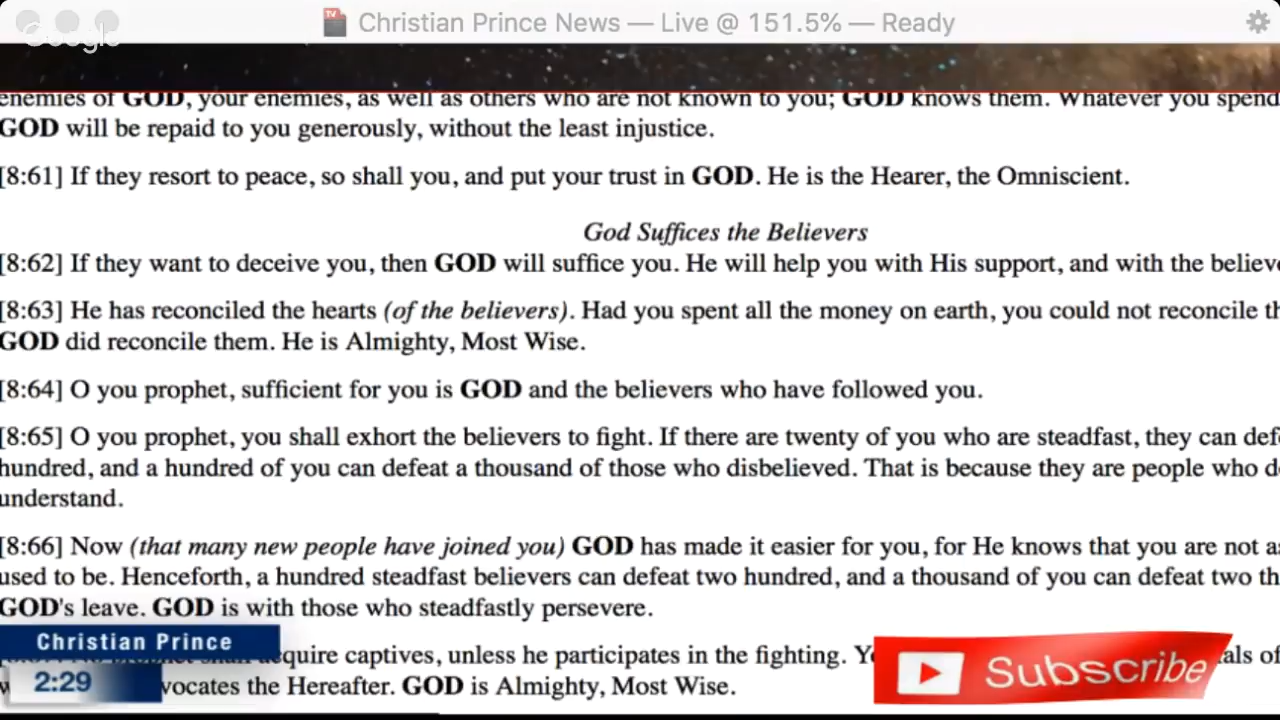 Christian Prince News — Live @ 151.5% — Ready
Google
enemies of GOD, your enemies, as well as others who are not known to you; GOD knows them. Whatever you spend
GOD will be repaid to you generously, without the least injustice.
[8:61] If they resort to peace, so shall you, and put your trust in GOD. He is the Hearer, the Omniscient.
God Suffices the Believers
[8:62] If they want to deceive you, then GOD will suffice you. He will help you with His support, and with the
[8:63] He has reconciled the hearts (of the believers). Had you spent all the money on earth, you could not reconcile
GOD did reconcile them. He is Almighty, Most Wise.
[8:64] O you prophet, sufficient for you is GOD and the believers who have followed you.
[8:65] O you prophet, you shall exhort the believers to fight. If there are twenty of you who are steadfast, they can
hundred, and a hundred of you can defeat a thousand of those who disbelieved. That is because they are people who
understand.
[8:66] Now (that many new people have joined you) GOD has made it easier for you, for He knows that you are not
used to be. Henceforth, a hundred steadfast believers can defeat two hundred, and a thousand of you can defeat two
GOD's leave. GOD is with those who steadfastly persevere.
Christian Prince
captives, unless he participates in the fighting.
Subscribe
2:29
the Hereafter. GOD is Almighty, Most Wise.